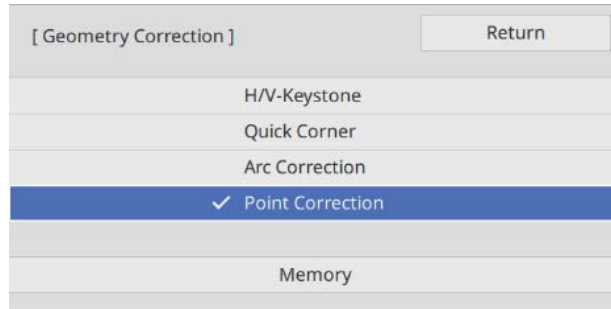 [ Geometry Correction ]
Return
H/V-Keystone
Quick Corner
Arc Correction
Point Correction
Memory